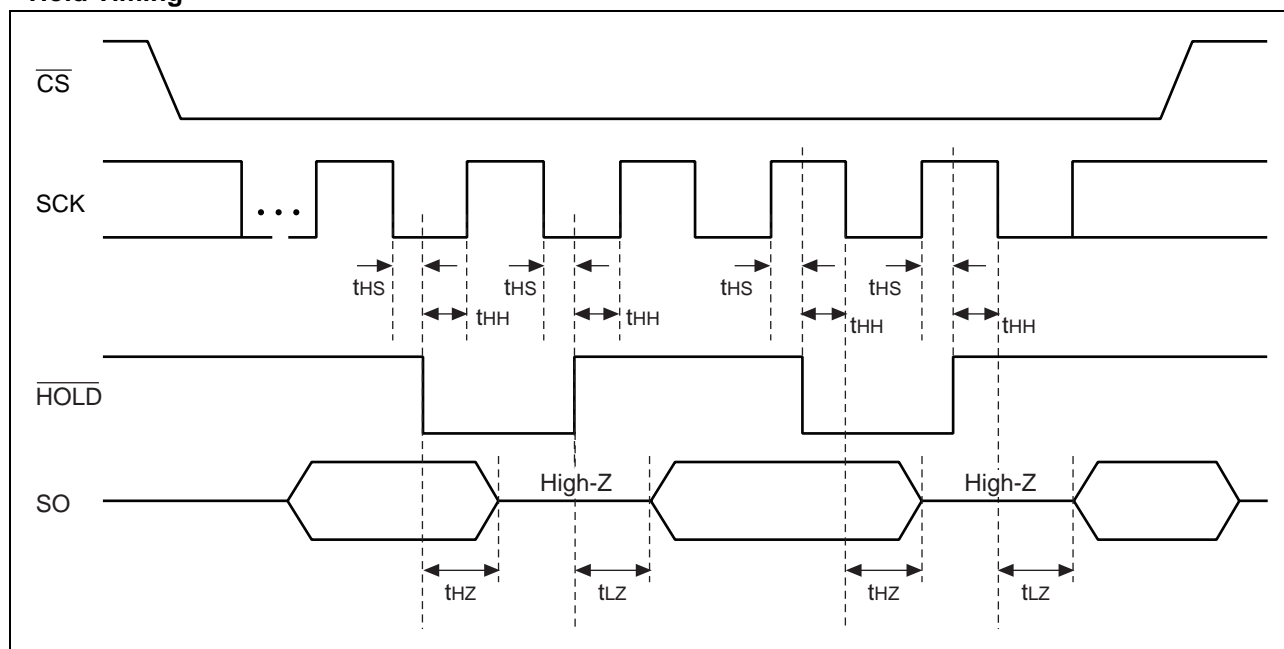 Hold Timing
CS
SCK
• • •
tHS
tHS
tHS
tHS
tHH
tHH
tHH
tHH
HOLD
High-Z
High-Z
SO
tHZ
tLZ
tHZ
tLZ